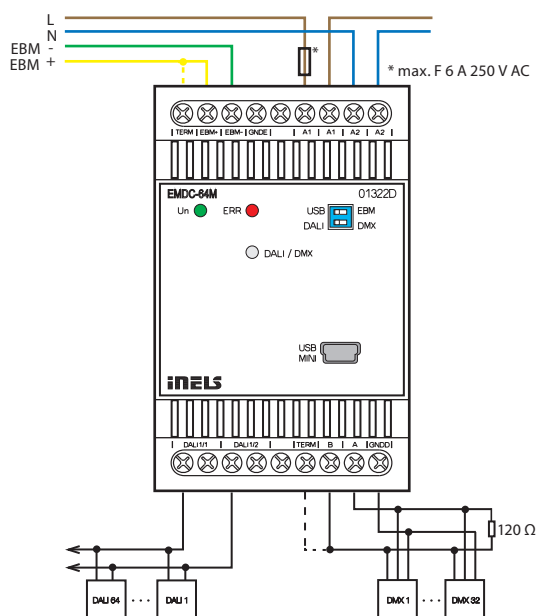 L
N
EBM -
EBM +
*
* max. F 6 A 250 V AC
TERM EBM+ EBM- GNDE A1 A1 A2 A2
EMDC-64M 01322D
Un ERR USB EBM
DALI DMX
DALI / DMX
USB
MINI
iNELS
DALI1/1 DALI1/2 TERM B A GNDD
120 Ω
DALI 64 ··· DALI 1 DMX 1 ··· DMX 32